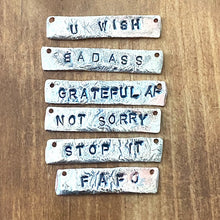 U WISH
BADASS
GRATEFUL AF
NOT SORRY
STOP IT
FAFO